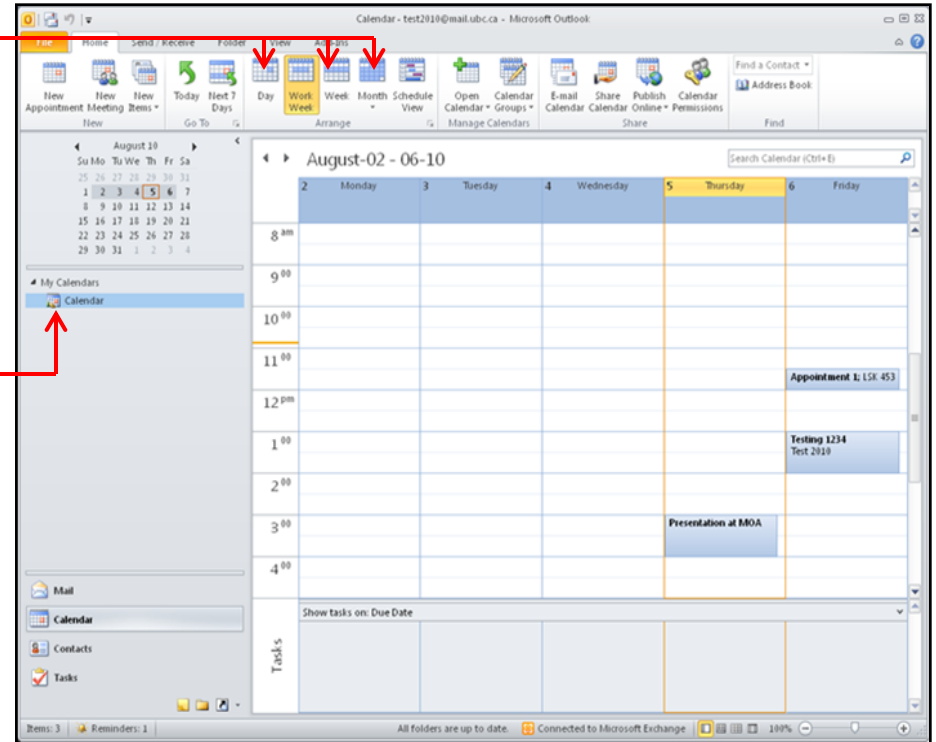 Calendar - test2010@mail.ubc.ca - Microsoft Outlook
File Home Send / Receive Folder View Add-Ins
New Appointment New Meeting New Items Today Next 7 Days Day Work Week Week Month Schedule View Open Calendar Calendar Groups E-mail Calendar Share Calendar Publish Online Calendar Permissions Find a Contact
Address Book
New Go To Arrange Manage Calendars Share Find
August 10
Su Mo Tu We Th Fr Sa
25 26 27 28 29 30 31
1 2 3 4 5 6 7
8 9 10 11 12 13 14
15 16 17 18 19 20 21
22 23 24 25 26 27 28
29 30 31 1 2 3 4
My Calendars
Calendar
Mail
Calendar
Contacts
Tasks
August-02 - 06-10
Search Calendar (Ctrl+E)
2 Monday 3 Tuesday 4 Wednesday 5 Thursday 6 Friday
8 am
9 00
10 00
11 00
Appointment 1; LSK 453
12 pm
1 00
Testing 1234
Test 2010
2 00
3 00
Presentation at MOA
4 00
Show tasks on: Due Date
Tasks
Items: 3 Reminders: 1 All folders are up to date. Connected to Microsoft Exchange 100%